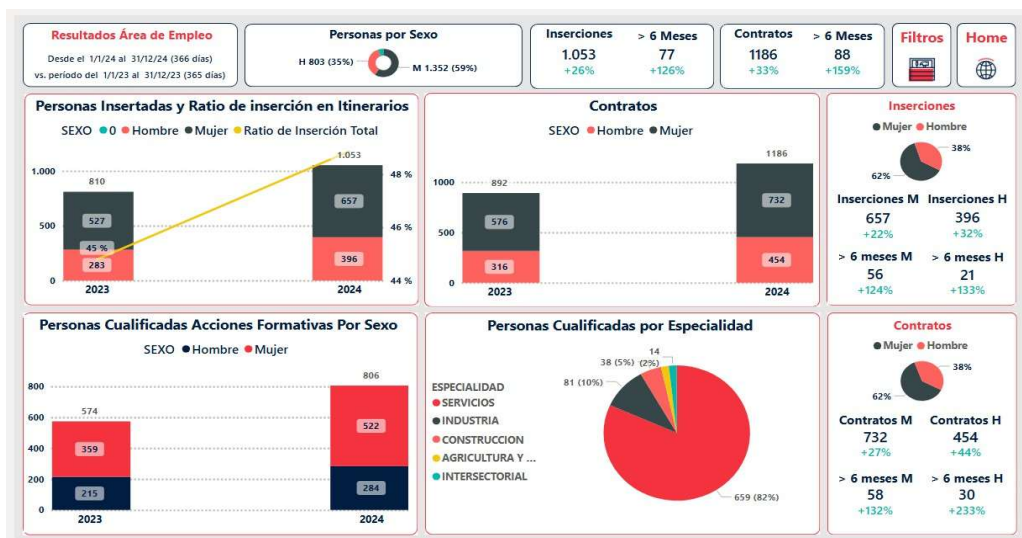 Resultados Área de Empleo
Desde el 1/1/24 al 31/12/24 (366 días)
vs. período del 1/1/23 al 31/12/23 (365 días)
Personas por Sexo
H 803 (35%)
M 1.352 (59%)
Inserciones > 6 Meses
1.053 77
+26% +126%
Contratos > 6 Meses
1186 88
+33% +159%
Filtros
Home
Personas Insertadas y Ratio de inserción en Itinerarios
SEXO 0 Hombre Mujer Ratio de Inserción Total
1.000
500
0
810
527
45 %
283
2023
1.053
657
396
2024
48 %
46 %
44 %
Contratos
SEXO Hombre Mujer
1000
500
0
892
576
316
2023
1186
732
454
2024
Inserciones
Mujer Hombre
38%
62%
Inserciones M Inserciones H
657 396
+22% +32%
> 6 meses M > 6 meses H
56 21
+124% +133%
Personas Cualificadas Acciones Formativas Por Sexo
SEXO Hombre Mujer
800
600
400
200
0
574
359
215
2023
806
522
284
2024
Personas Cualificadas por Especialidad
ESPECIALIDAD
SERVICIOS
INDUSTRIA
CONSTRUCCION
AGRICULTURA Y ...
INTERSECTORIAL
14
(2%)
38 (5%)
81 (10%)
659 (82%)
Contratos
Mujer Hombre
38%
62%
Contratos M Contratos H
732 454
+27% +44%
> 6 meses M > 6 meses H
58 30
+132% +233%